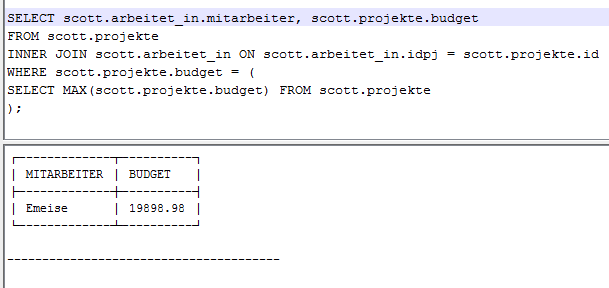 SELECT scott.arbeitet_in.mitarbeiter, scott.projekte.budget
FROM scott.projekte
INNER JOIN scott.arbeitet_in ON scott.arbeitet_in.idpj = scott.projekte.id
WHERE scott.projekte.budget = (
SELECT MAX(scott.projekte.budget) FROM scott.projekte
);
MITARBEITER | BUDGET
Emeise | 19898.98